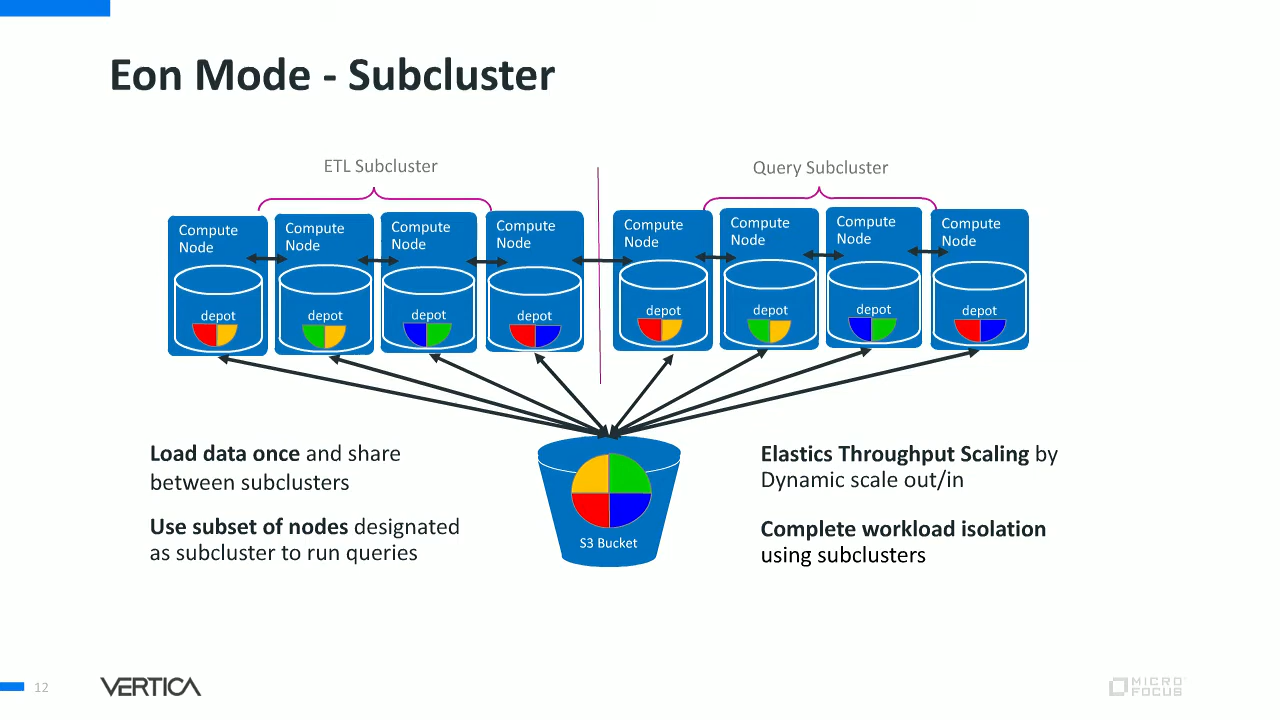 Eon Mode - Subcluster
ETL Subcluster
Query Subcluster
Compute
Node
depot
Compute
Node
depot
Compute
Node
depot
Compute
Node
depot
Compute
Node
depot
Compute
Node
depot
Compute
Node
depot
Compute
Node
depot
Load data once and share
between subclusters
Use subset of nodes designated
as subcluster to run queries
S3 Bucket
Elastics Throughput Scaling by
Dynamic scale out/in
Complete workload isolation
using subclusters
12
VERTICA
MICRO
FOCUS